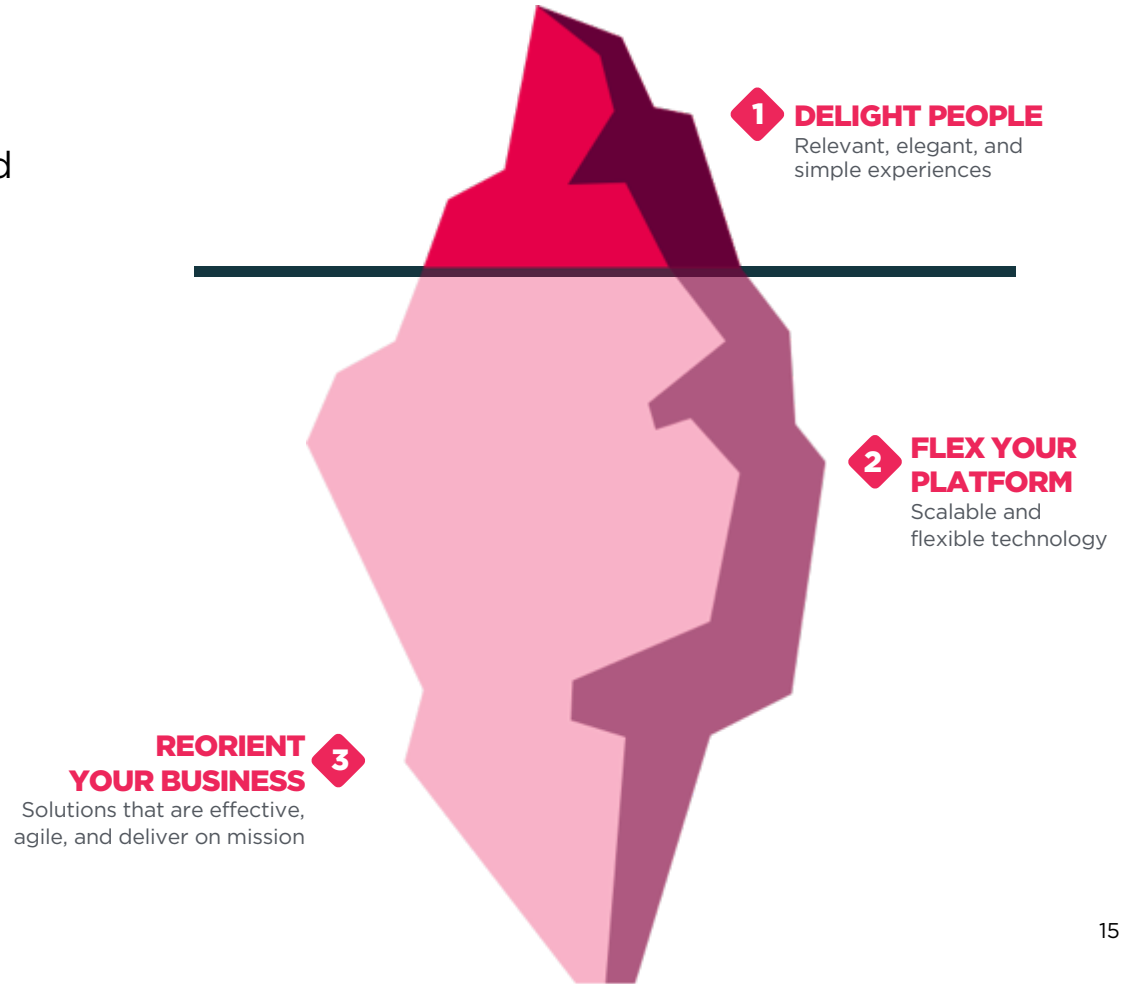 1
DELIGHT PEOPLE
Relevant, elegant, and
simple experiences
d
2
FLEX YOUR
PLATFORM
Scalable and
flexible technology
3
REORIENT
YOUR BUSINESS
Solutions that are effective,
agile, and deliver on mission
15